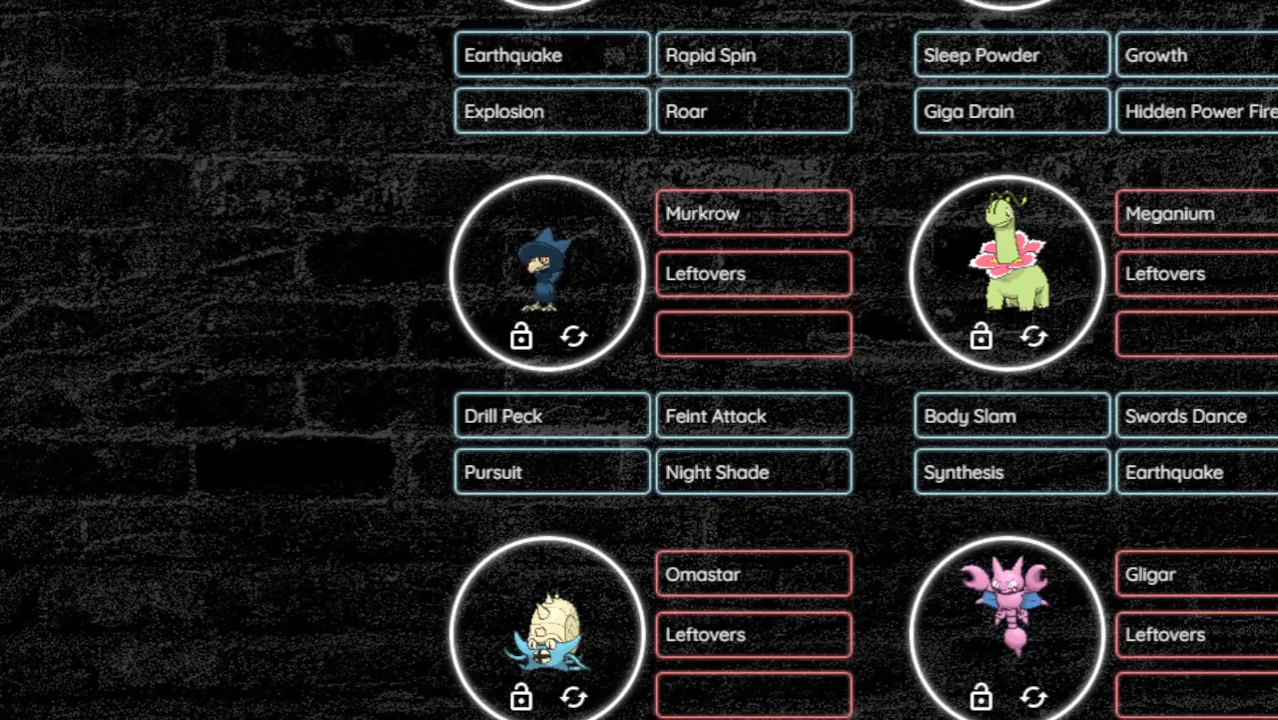 Earthquake Rapid Spin Sleep Powder Growth
Explosion Roar Giga Drain Hidden Power Fire
Murkrow Meganium
Leftovers Leftovers
Drill Peck Feint Attack Body Slam Swords Dance
Pursuit Night Shade Synthesis Earthquake
Omastar Gligar
Leftovers Leftovers